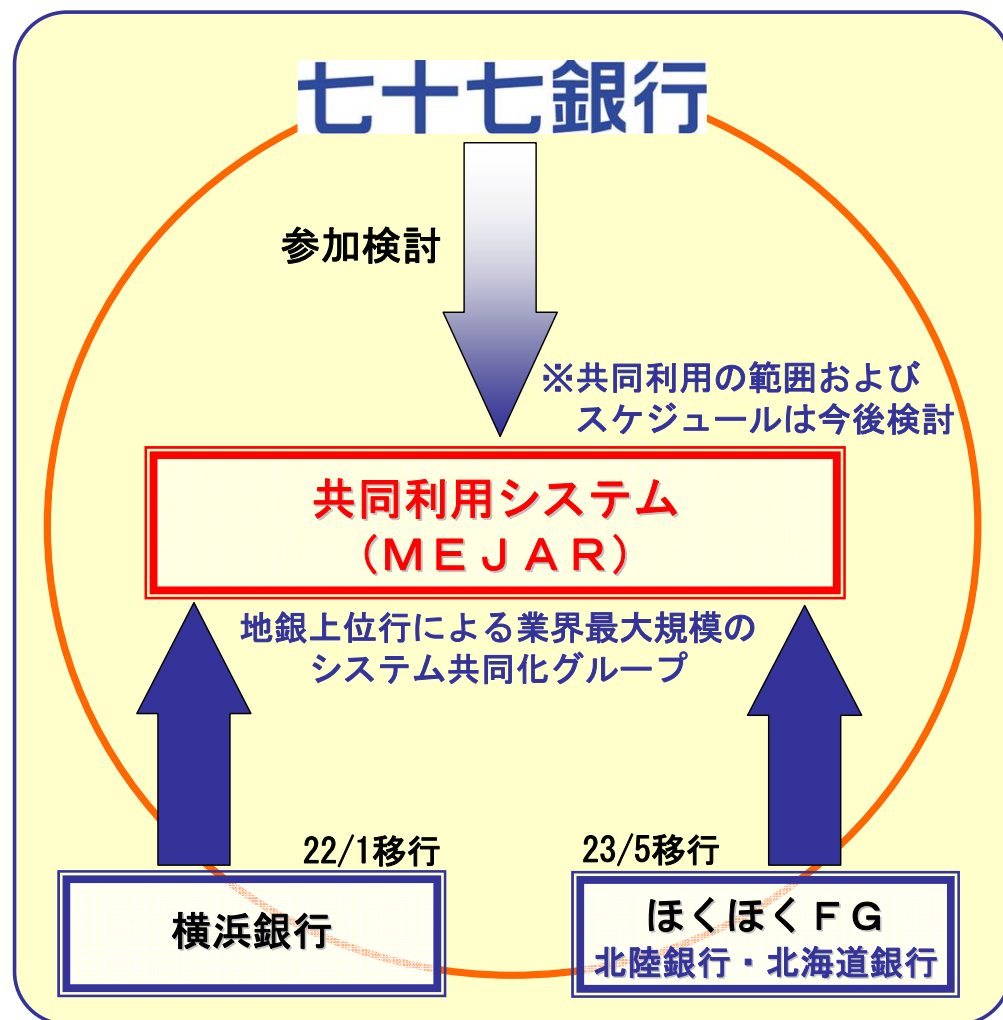 七十七銀行
参加検討
※共同利用の範囲および
スケジュールは今後検討
共同利用システム
（ＭＥＪＡＲ）
地銀上位行による業界最大規模の
システム共同化グループ
22/1移行
23/5移行
横浜銀行
ほくほくＦＧ
北陸銀行・北海道銀行